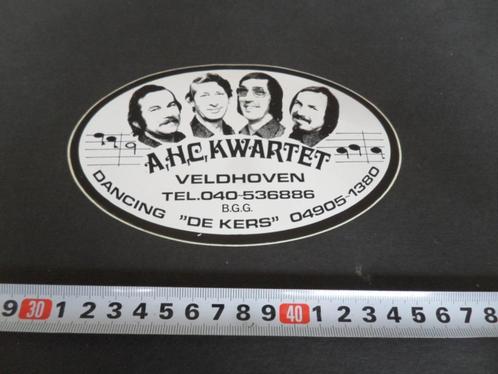 A.H.C. KWARTET
VELDHOVEN
TEL. 040-536886
B.G.G.
DANCING "DE KERS" 04905-1380
9 30 1 2 3 4 5 6 7 8 9 40 1 2 3 4 5 6 7 8